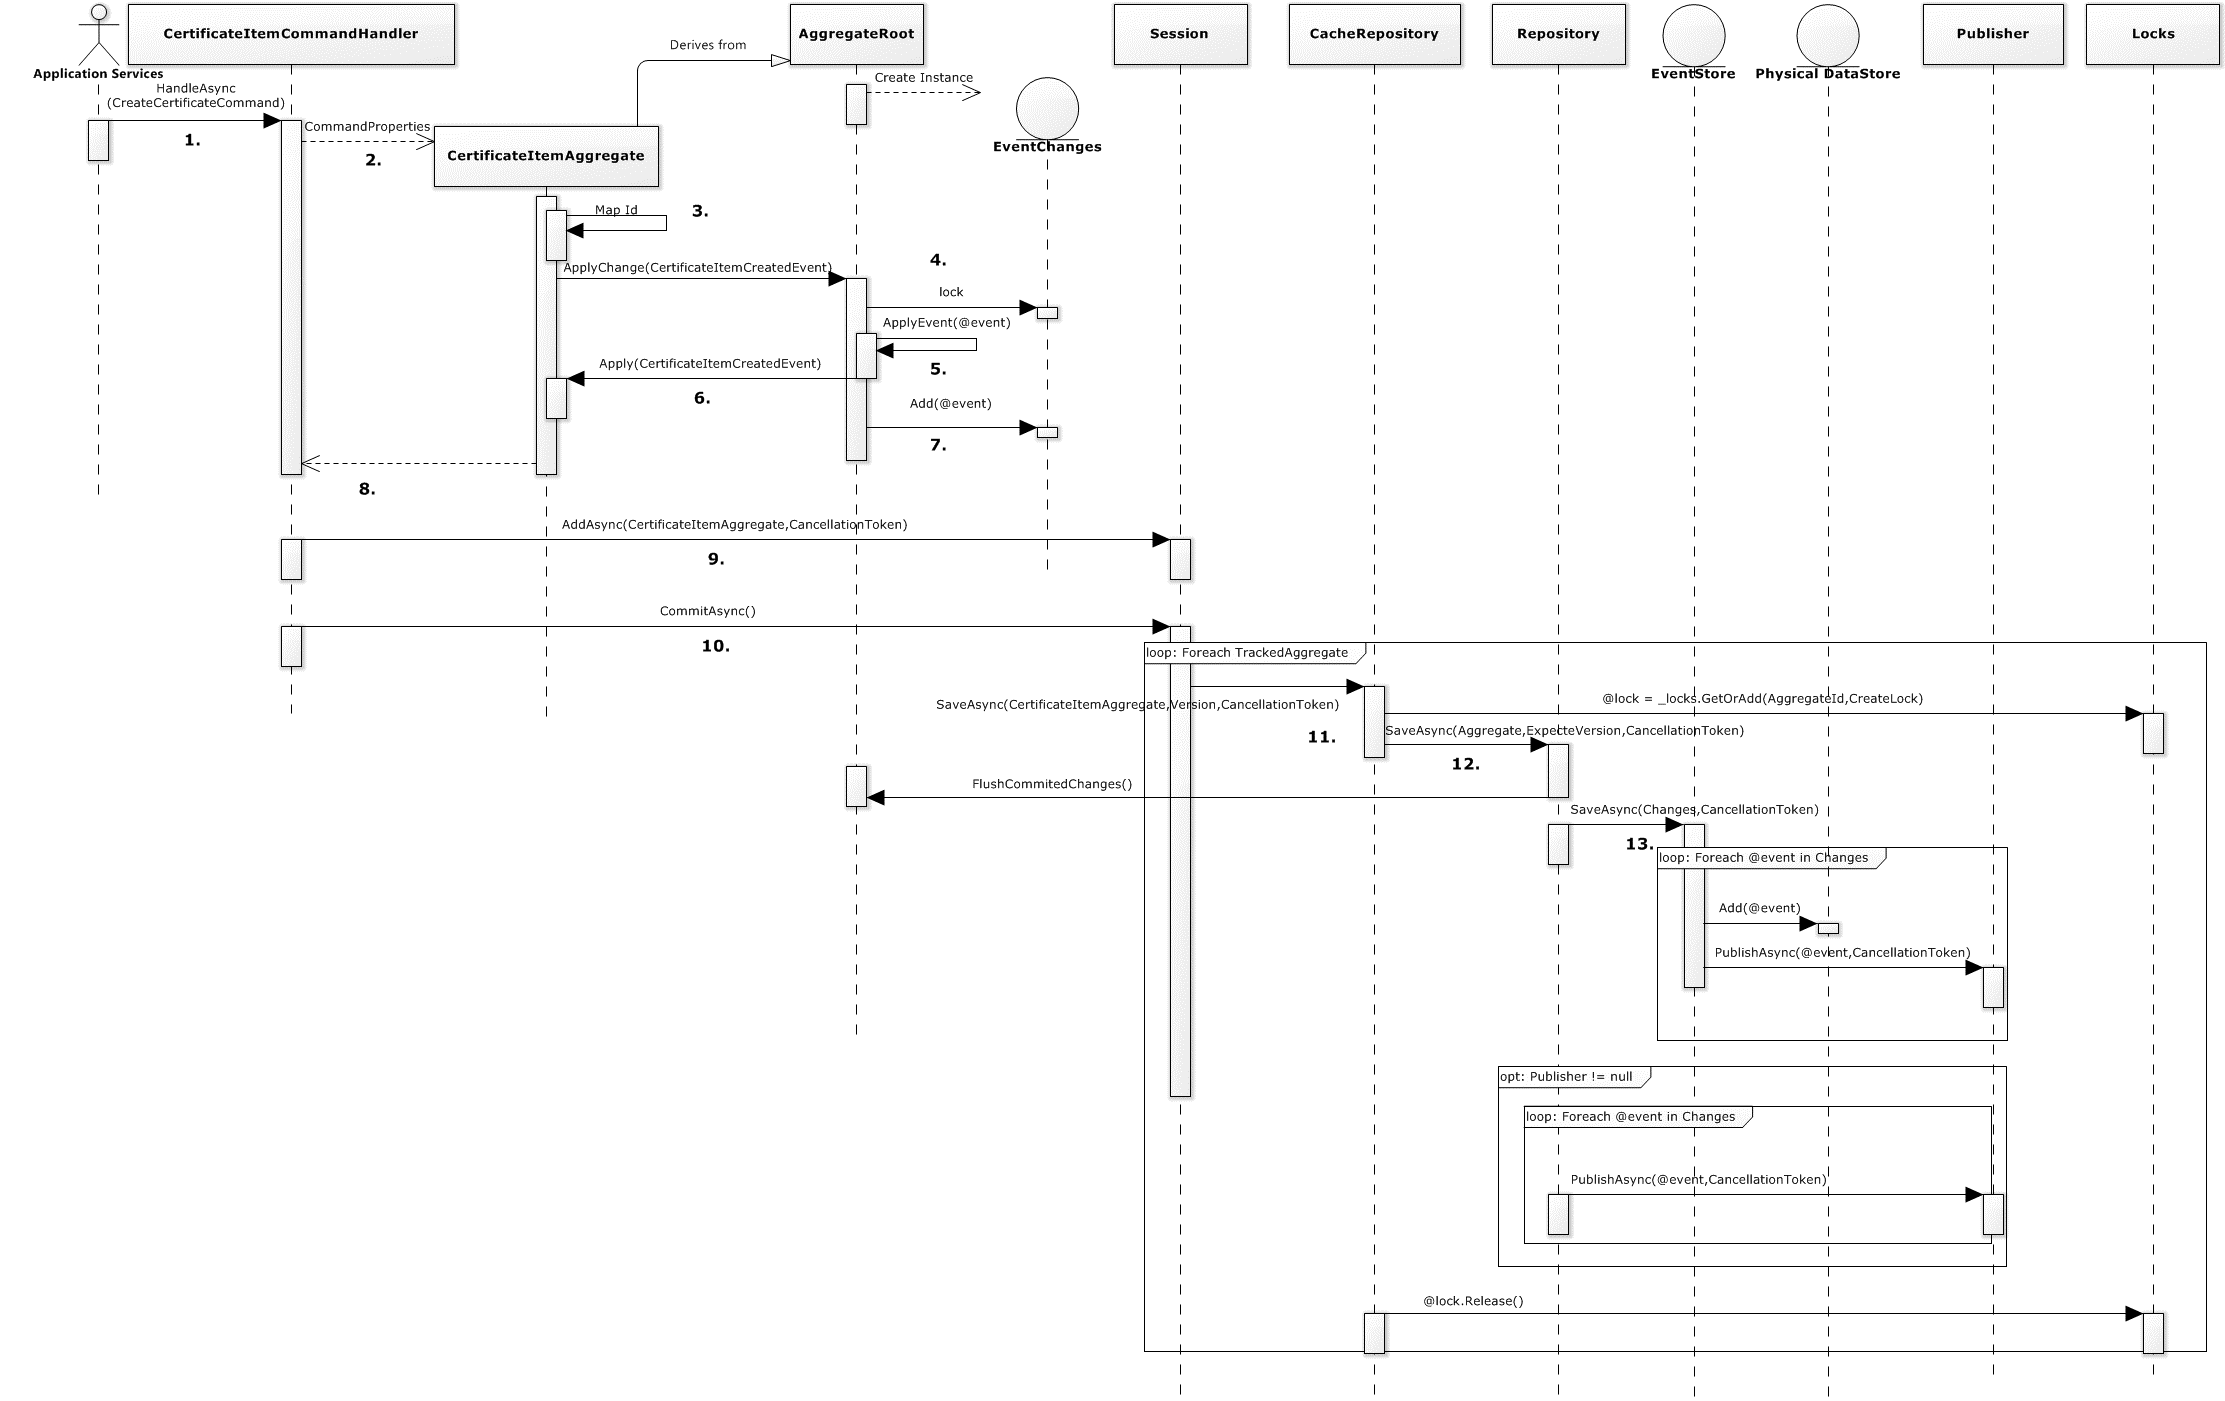 CertificateItemCommandHandler
AggregateRoot
Session
CacheRepository
Repository
Publisher
Locks
Derives from
Application Services
EventStore
Physical DataStore
Create Instance
HandleAsync
(CreateCertificateCommand)
CommandProperties
1.
2.
EventChanges
CertificateItemAggregate
Map Id
3.
4.
ApplyChange(CertificateItemCreatedEvent)
lock
ApplyEvent(@event)
5.
Apply(CertificateItemCreatedEvent)
6.
Add(@event)
7.
8.
AddAsync(CertificateItemAggregate,CancellationToken)
9.
CommitAsync()
10.
loop: Foreach TrackedAggregate
SaveAsync(CertificateItemAggregate,Version,CancellationToken)
@lock = _locks.GetOrAdd(AggregateId,CreateLock)
11.
SaveAsync(Aggregate,ExpecteVersion,CancellationToken)
12.
FlushCommitedChanges()
SaveAsync(Changes,CancellationToken)
13.
loop: Foreach @event in Changes
Add(@event)
PublishAsync(@event,CancellationToken)
opt: Publisher != null
loop: Foreach @event in Changes
PublishAsync(@event,CancellationToken)
@lock.Release()